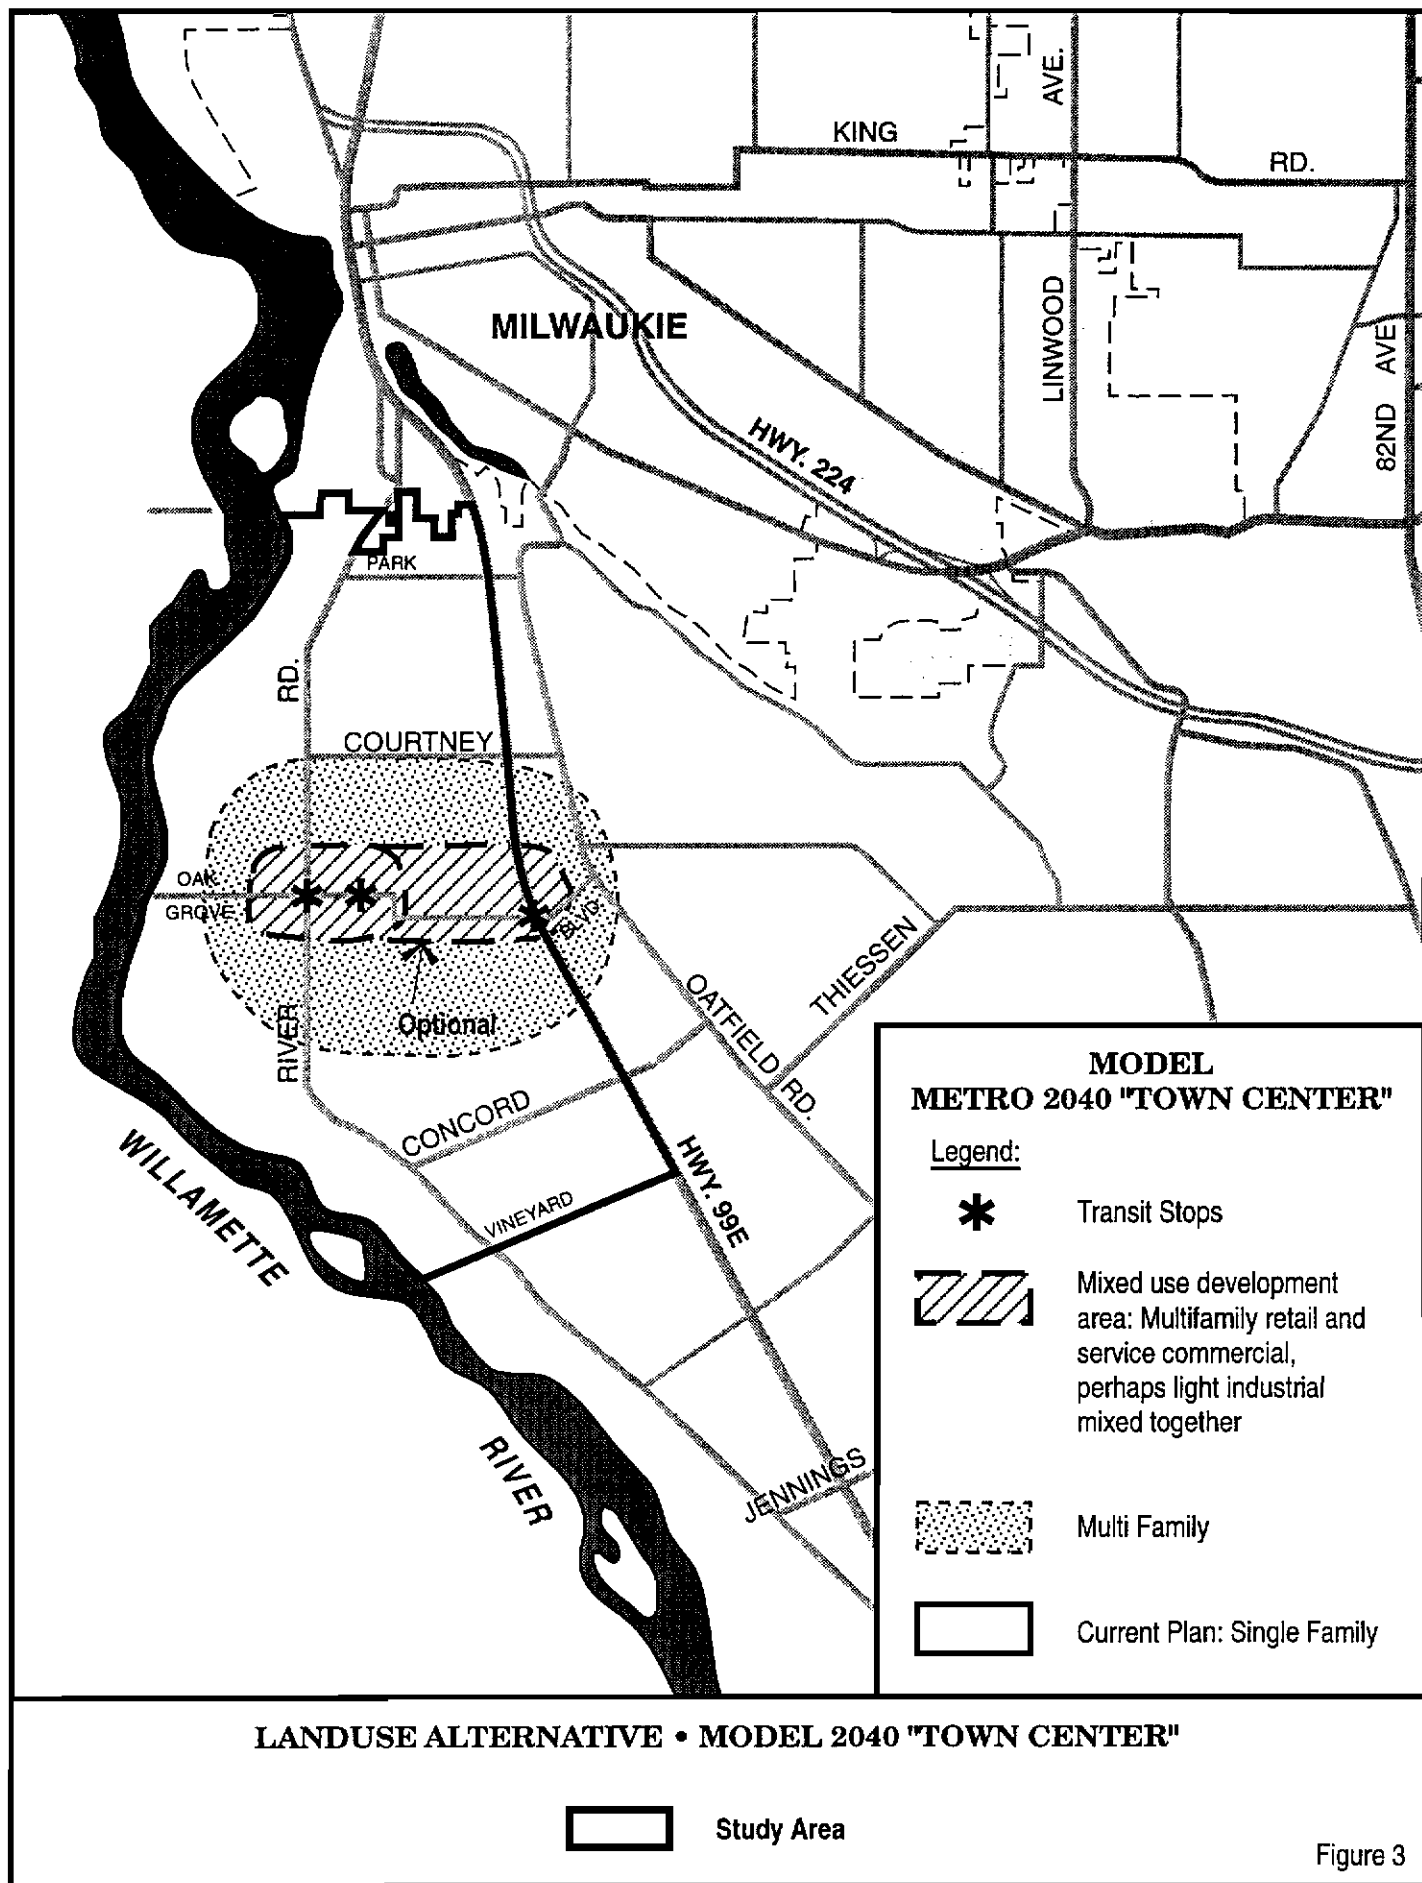 KING
RD.
AVE.
MILWAUKIE
LINWOOD
82ND AVE
HWY. 224
PARK
RD.
COURTNEY
OAK
GROVE
BLVD
Optional
RIVER
OATFIELD RD.
THIESSEN
CONCORD
VINEYARD
HWY. 99E
WILLAMETTE
RIVER
JENNINGS
MODEL
METRO 2040 "TOWN CENTER"
Legend:
Transit Stops
Mixed use development
area: Multifamily retail and
service commercial,
perhaps light industrial
mixed together
Multi Family
Current Plan: Single Family
LANDUSE ALTERNATIVE • MODEL 2040 "TOWN CENTER"
Study Area
Figure 3